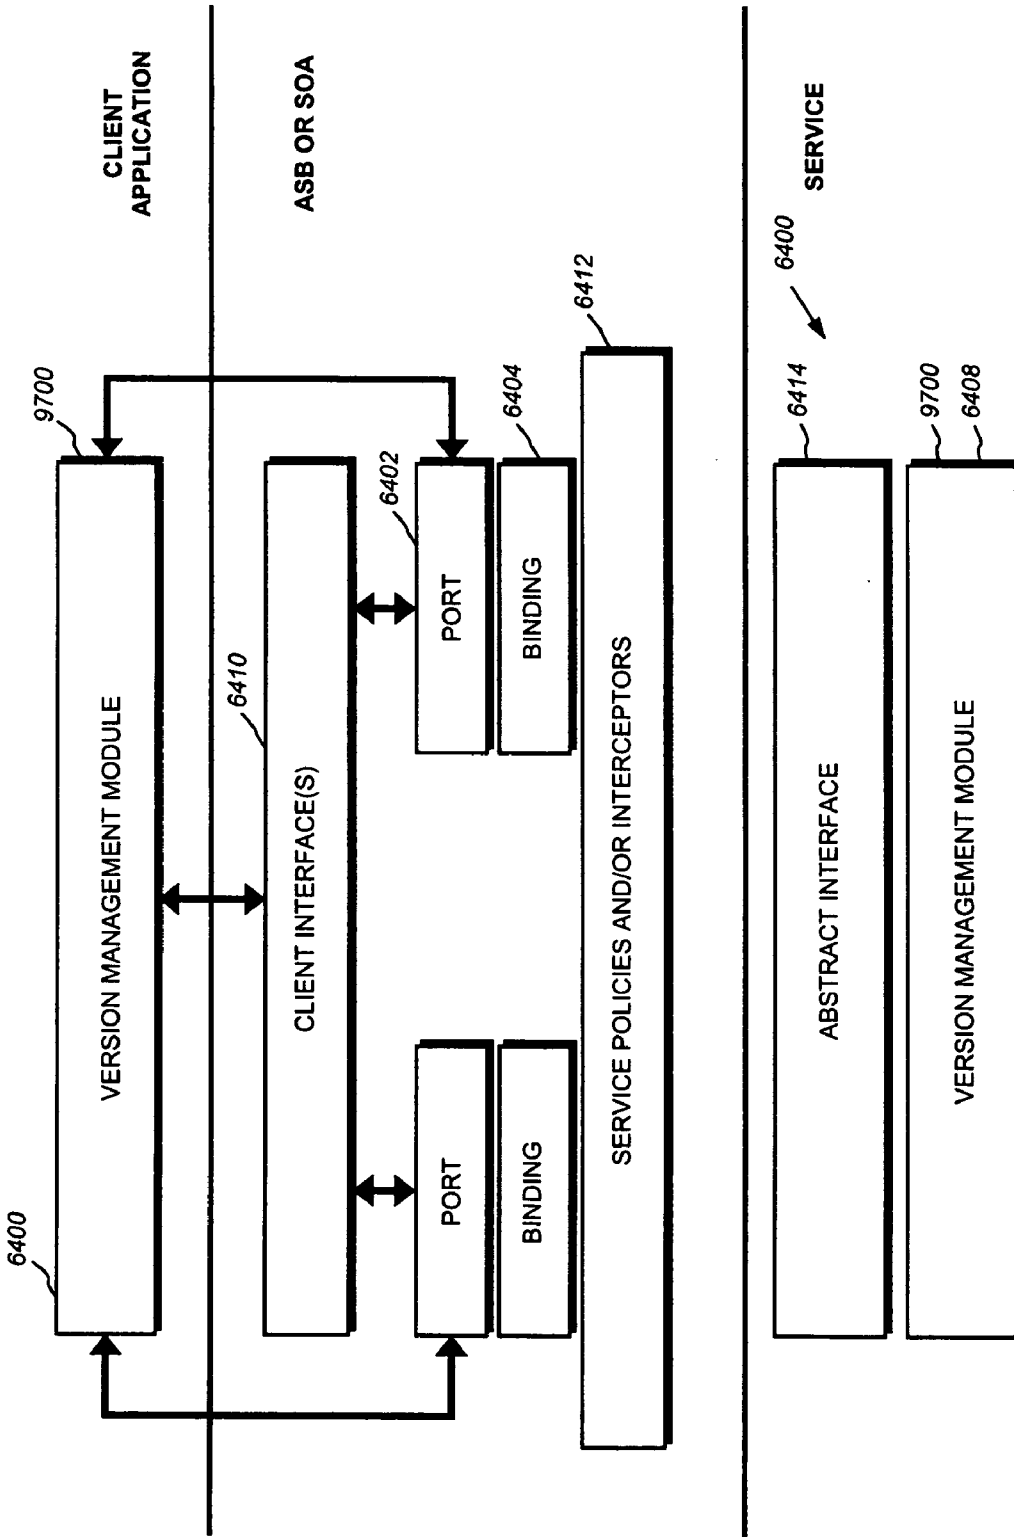 CLIENT
APPLICATION
6400
9700
VERSION MANAGEMENT MODULE
ASB OR SOA
6410
CLIENT INTERFACE(S)
6402
PORT
PORT
6404
BINDING
BINDING
6412
SERVICE POLICIES AND/OR INTERCEPTORS
SERVICE
6400
6414
ABSTRACT INTERFACE
9700
6408
VERSION MANAGEMENT MODULE